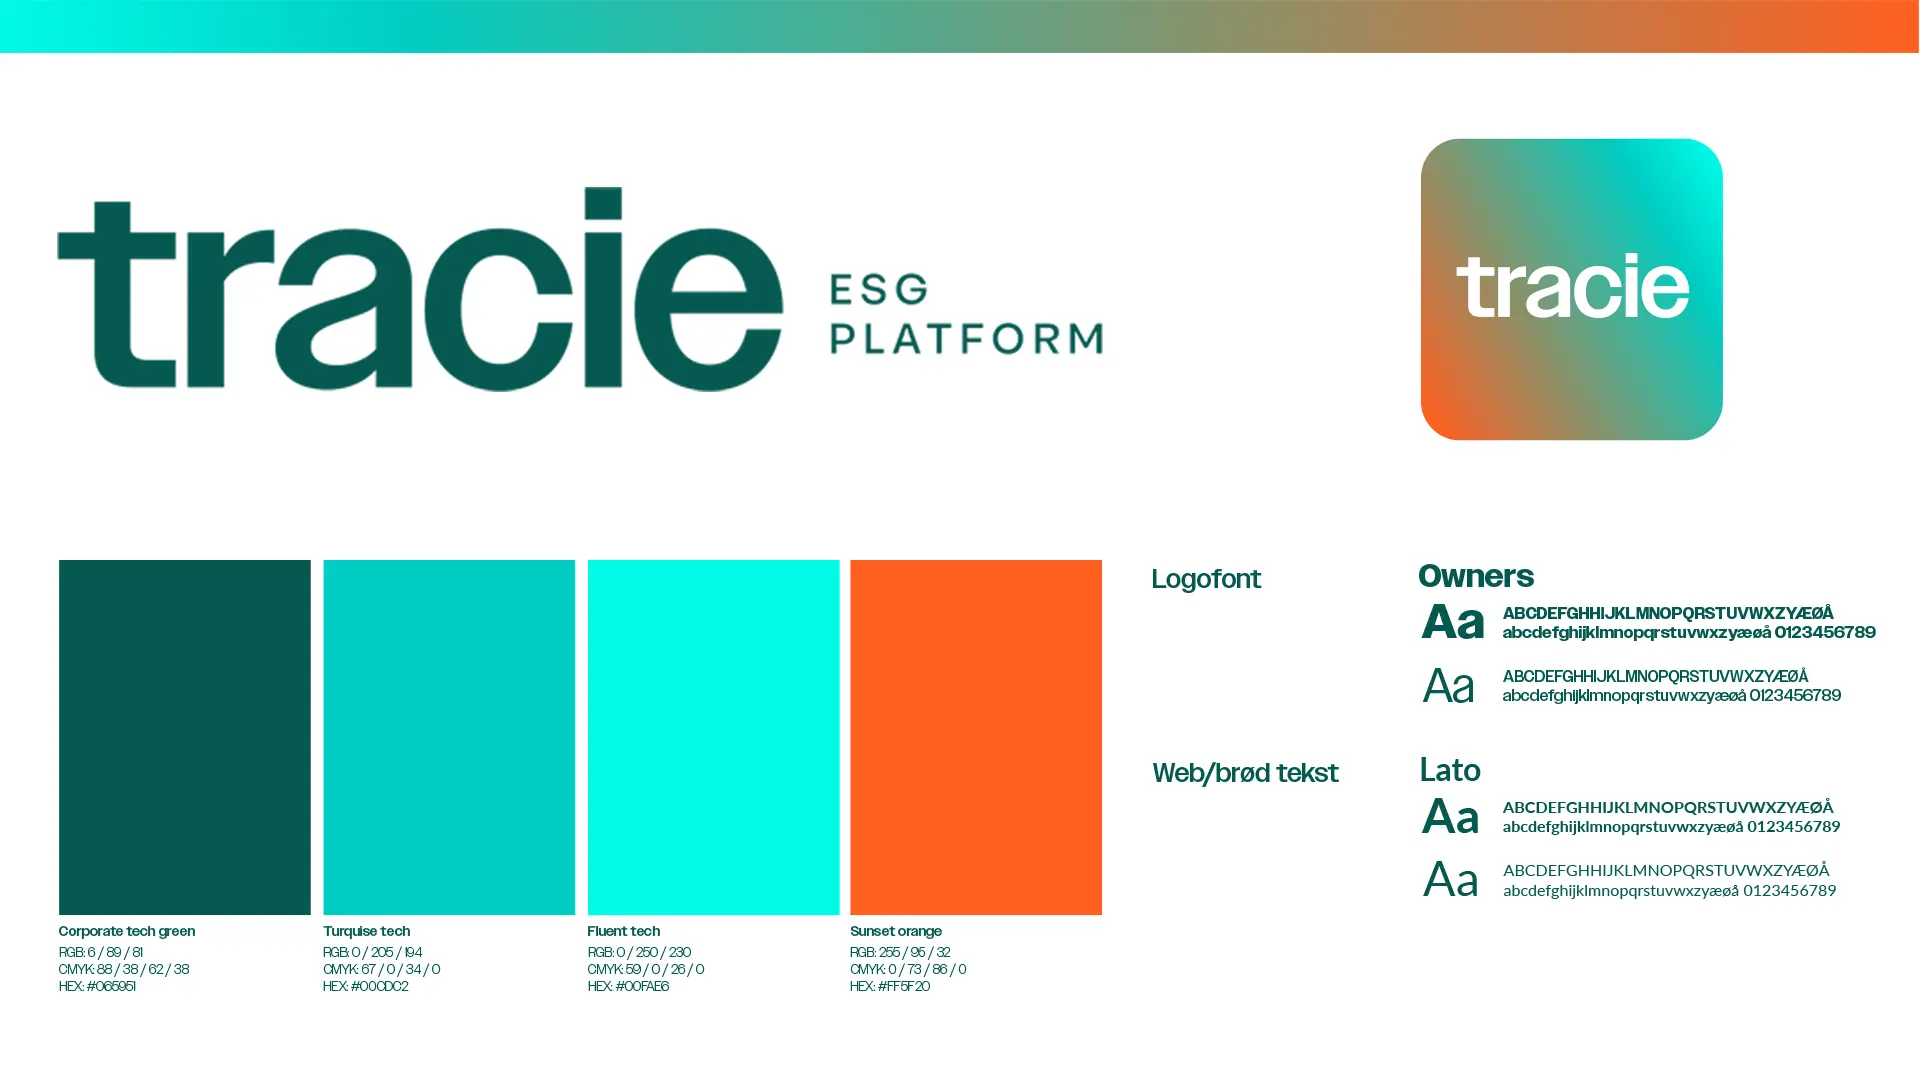 tracie
ESG
PLATFORM
tracie
Corporate tech green
RGB: 6 / 89 / 81
CMYK: 88 / 38 / 62 / 38
HEX: #065951
Turquise tech
RGB: 0 / 205 / 194
CMYK: 67 / 0 / 34 / 0
HEX: #00CDC2
Fluent tech
RGB: 0 / 250 / 230
CMYK: 59 / 0 / 26 / 0
HEX: #00FAE6
Sunset orange
RGB: 255 / 95 / 32
CMYK: 0 / 73 / 86 / 0
HEX: #FF5F20
Logofont
Owners
Aa
ABCDEFGHHIJKLMNOPQRSTUVWXZYÆØÅ
abcdefghijklmnopqrstuvwxzyæøå 0123456789
Aa
ABCDEFGHHIJKLMNOPQRSTUVWXZYÆØÅ
abcdefghijklmnopqrstuvwxzyæøå 0123456789
Web/brød tekst
Lato
Aa
ABCDEFGHHIJKLMNOPQRSTUVWXZYÆØÅ
abcdefghijklmnopqrstuvwxzyæøå 0123456789
Aa
ABCDEFGHHIJKLMNOPQRSTUVWXZYÆØÅ
abcdefghijklmnopqrstuvwxzyæøå 0123456789